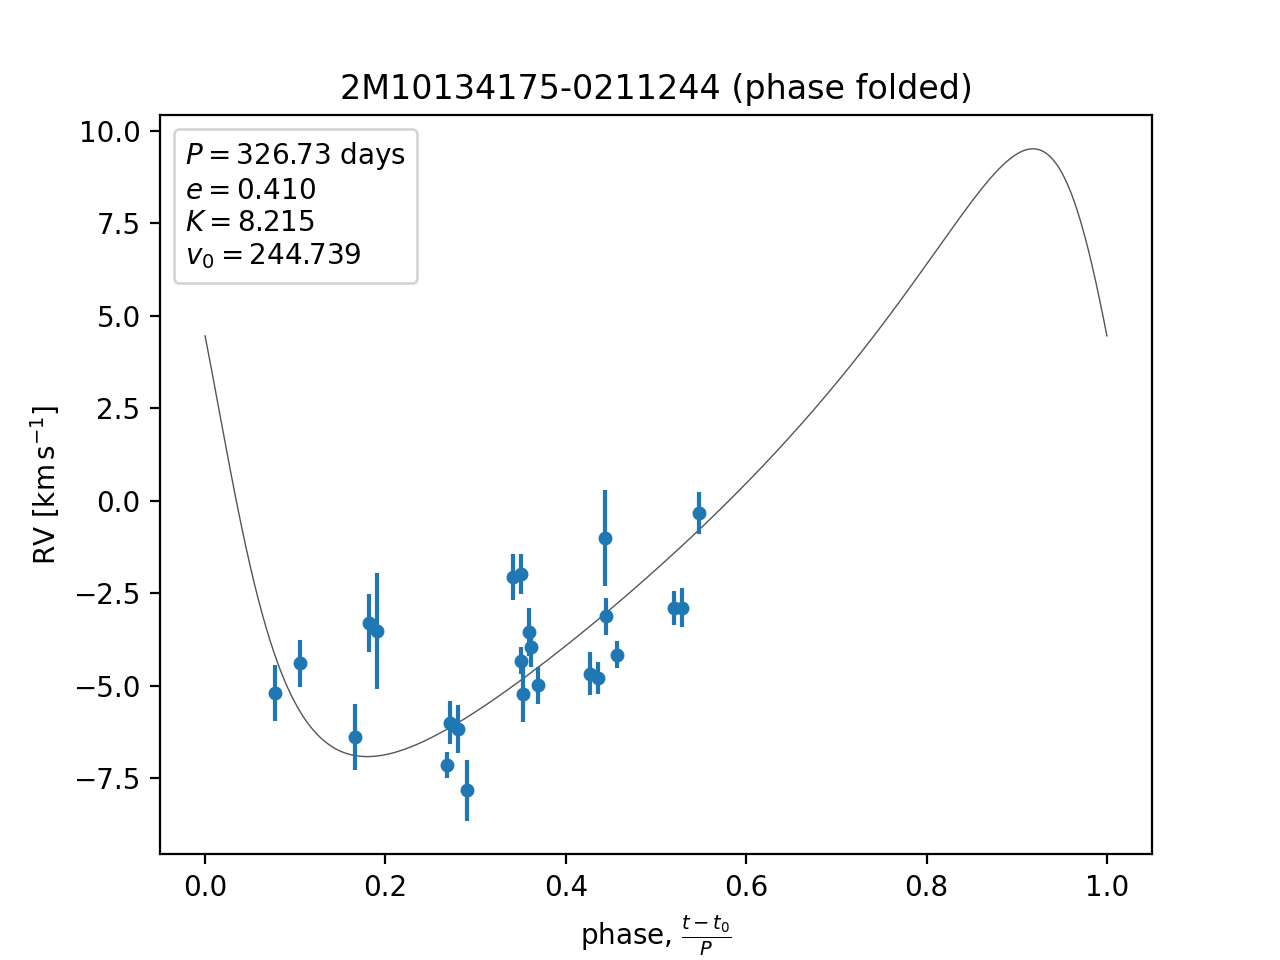 2M10134175-0211244 (phase folded)
P = 326.73 days
e = 0.410
K = 8.215
v₀ = 244.739
10.0
7.5
5.0
2.5
0.0
−2.5
−5.0
−7.5
RV [km s⁻¹]
0.0 0.2 0.4 0.6 0.8 1.0
phase, (t − t₀)/P